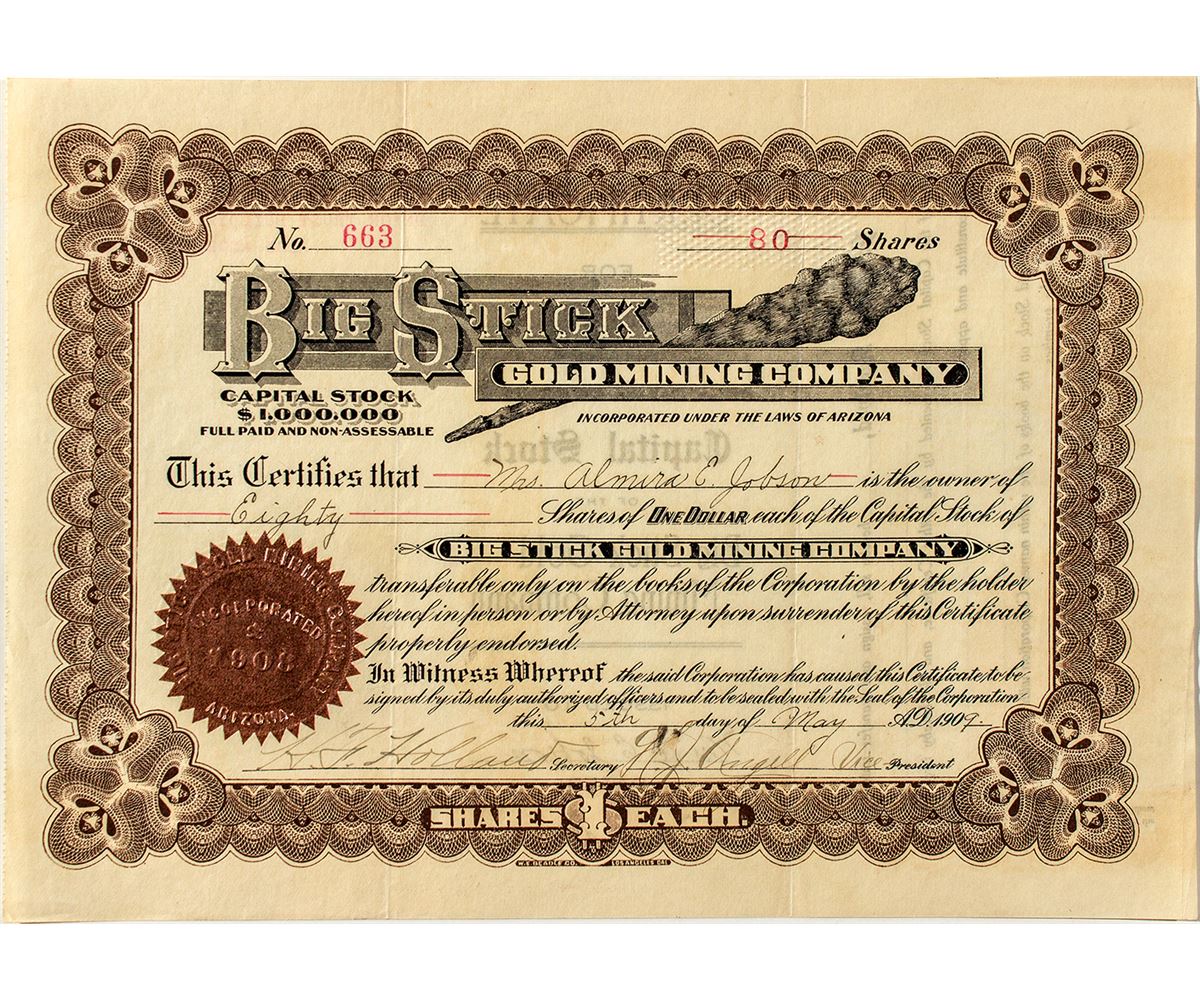 No. 663
80 Shares
BIG STICK
GOLD MINING COMPANY
CAPITAL STOCK
$1,000,000
FULL PAID AND NON-ASSESSABLE
INCORPORATED UNDER THE LAWS OF ARIZONA
This Certifies that Mrs. Almira E. Jobson is the owner of
Eighty Shares of ONE DOLLAR each of the Capital Stock of
BIG STICK GOLD MINING COMPANY
transferable only on the books of the Corporation by the holder
hereof in person or by Attorney upon surrender of this Certificate
properly endorsed.
In Witness Whereof the said Corporation has caused this Certificate to be
signed by its duly authorized officers and to be sealed with the Seal of the Corporation
this 5th day of May A.D. 1909.
INCORPORATED
1908
ARIZONA
Holland Secretary Angell Vice President
SHARES $1 EACH.
LOS ANGELES CAL